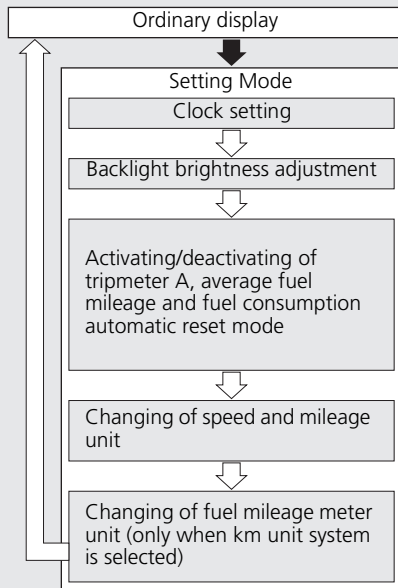 Ordinary display
Setting Mode
Clock setting
Backlight brightness adjustment
Activating/deactivating of
tripmeter A, average fuel
mileage and fuel consumption
automatic reset mode
Changing of speed and mileage
unit
Changing of fuel mileage meter
unit (only when km unit system
is selected)